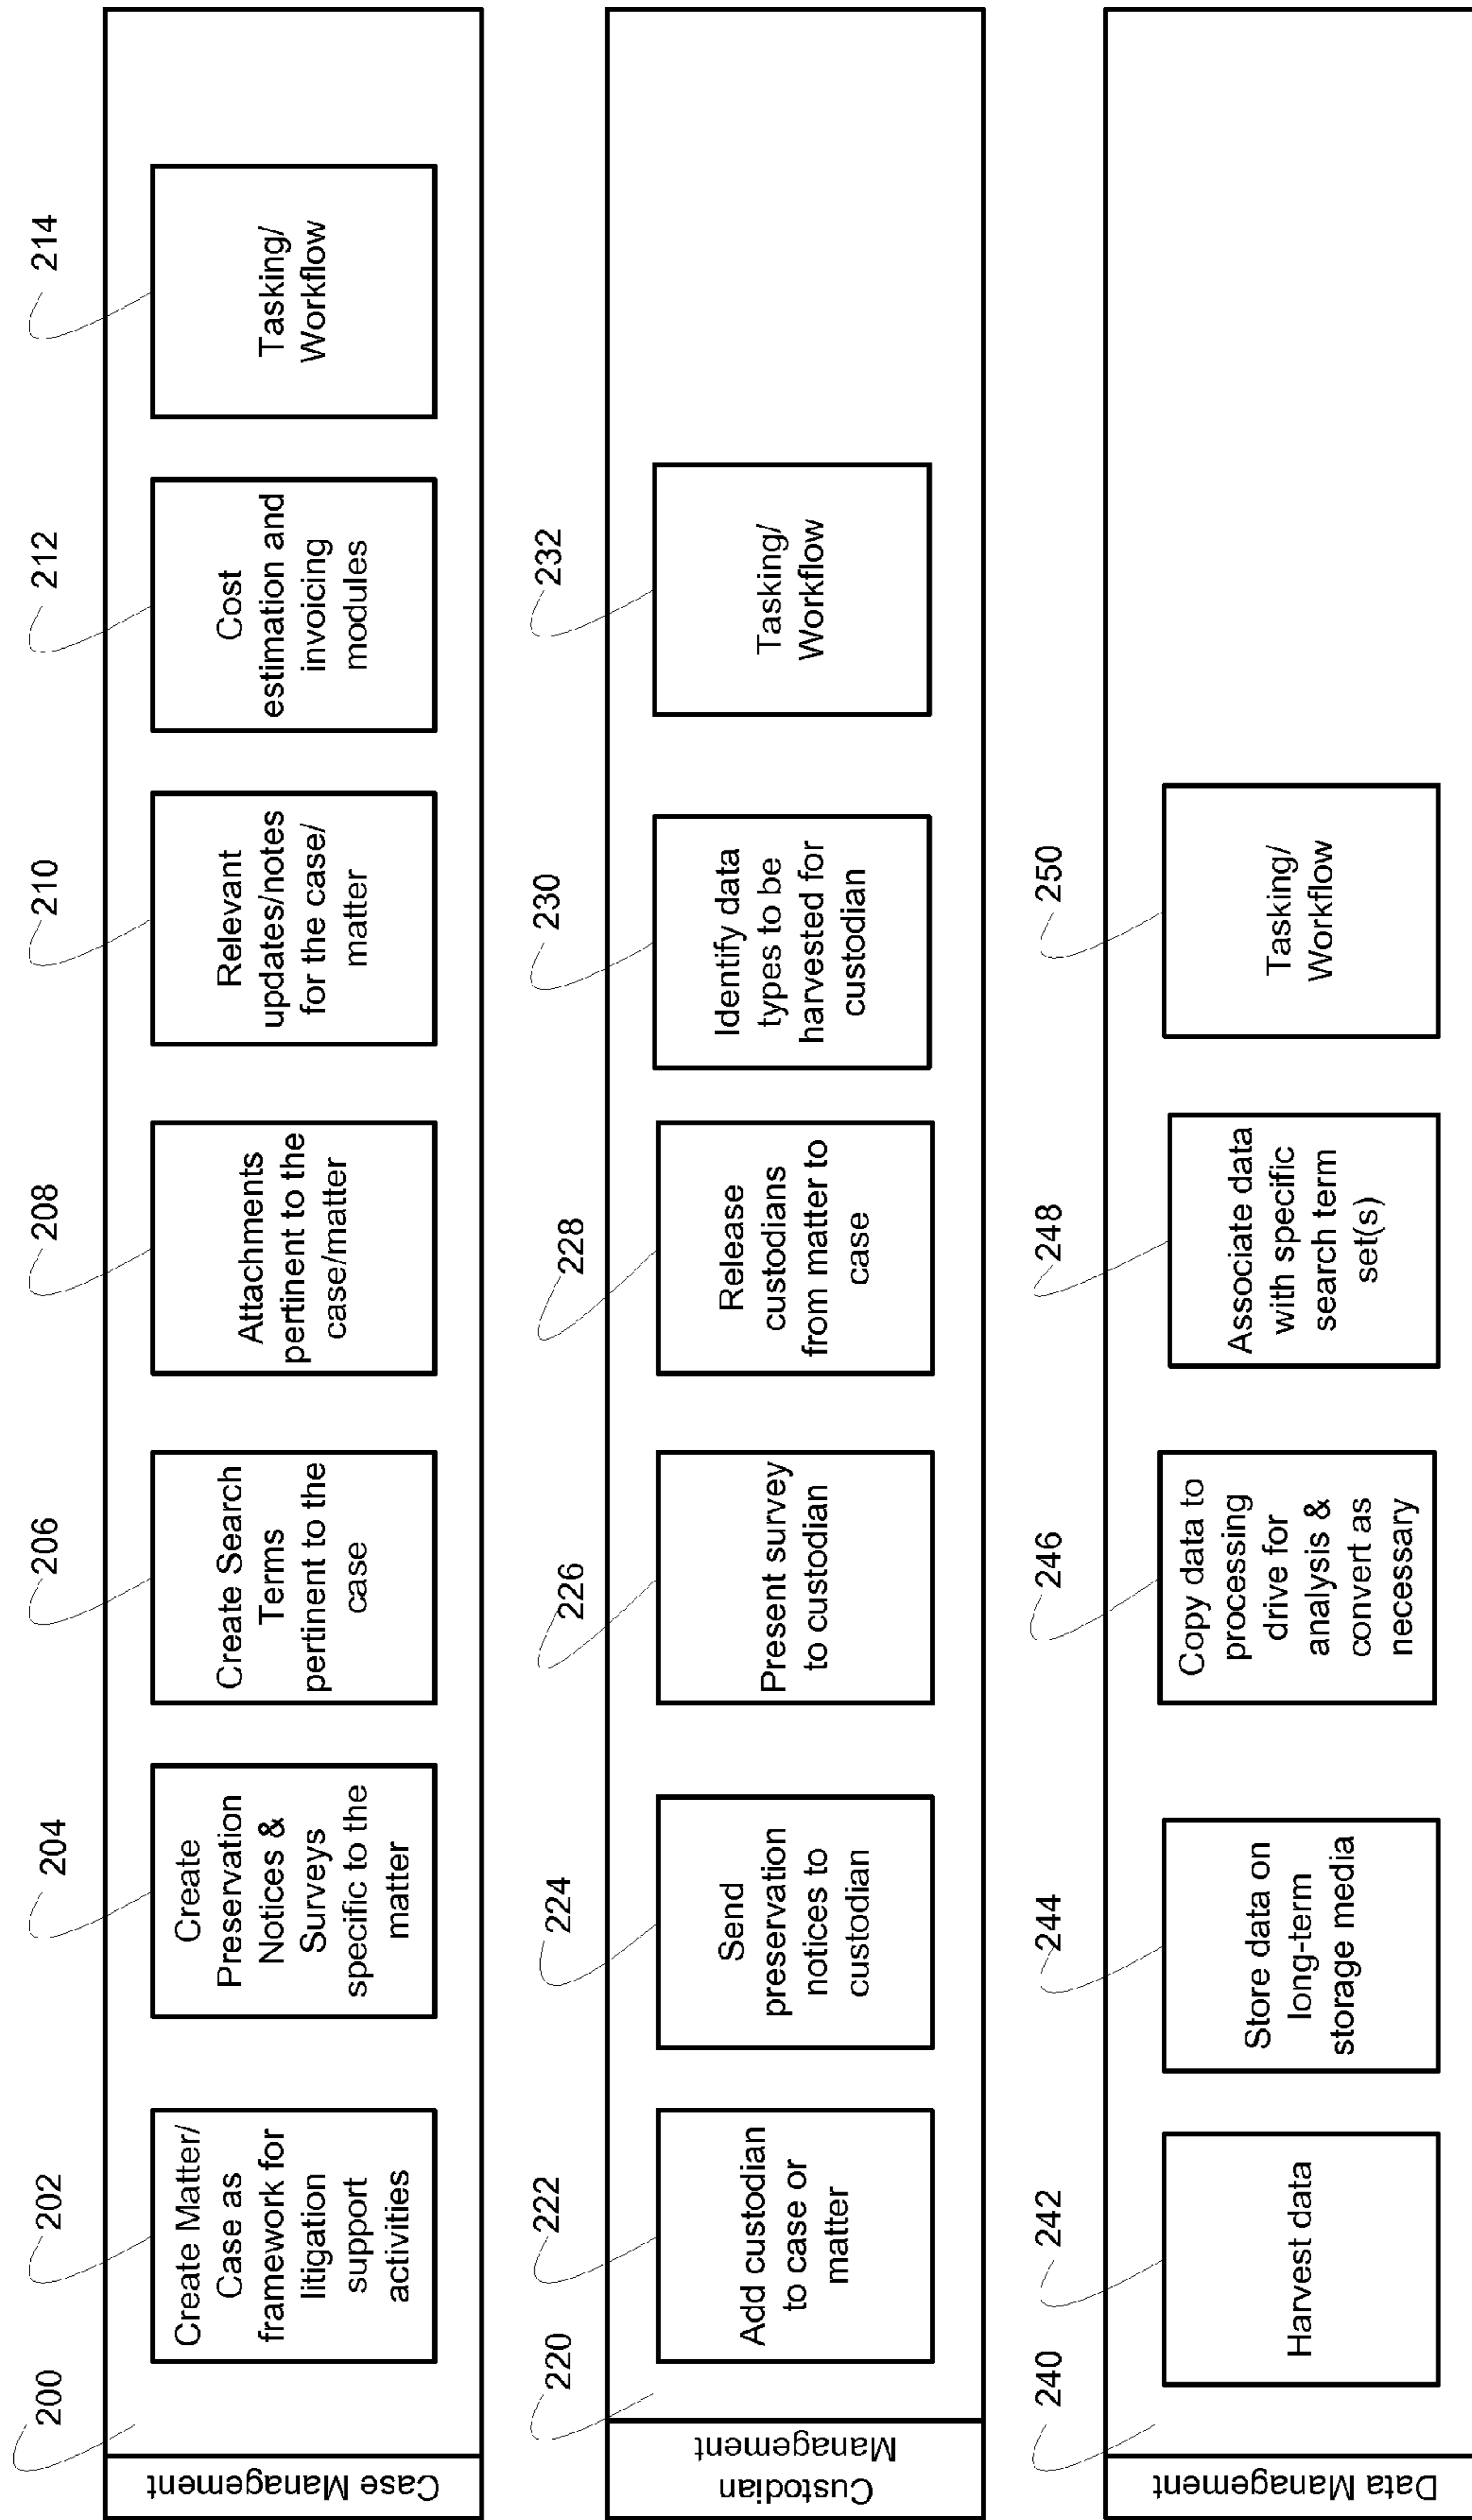 Case Management
200
202
Create Matter/
Case as
framework for
litigation
support
activities
204
Create
Preservation
Notices &
Surveys
specific to the
matter
206
Create Search
Terms
pertinent to the
case
208
Attachments
pertinent to the
case/matter
210
Relevant
updates/notes
for the case/
matter
212
Cost
estimation and
invoicing
modules
214
Tasking/
Workflow
Custodian
Management
220
222
Add custodian
to case or
matter
224
Send
preservation
notices to
custodian
226
Present survey
to custodian
228
Release
custodians
from matter to
case
230
Identify data
types to be
harvested for
custodian
232
Tasking/
Workflow
Data Management
240
242
Harvest data
244
Store data on
long-term
storage media
246
Copy data to
processing
drive for
analysis &
convert as
necessary
248
Associate data
with specific
search term
set(s)
250
Tasking/
Workflow